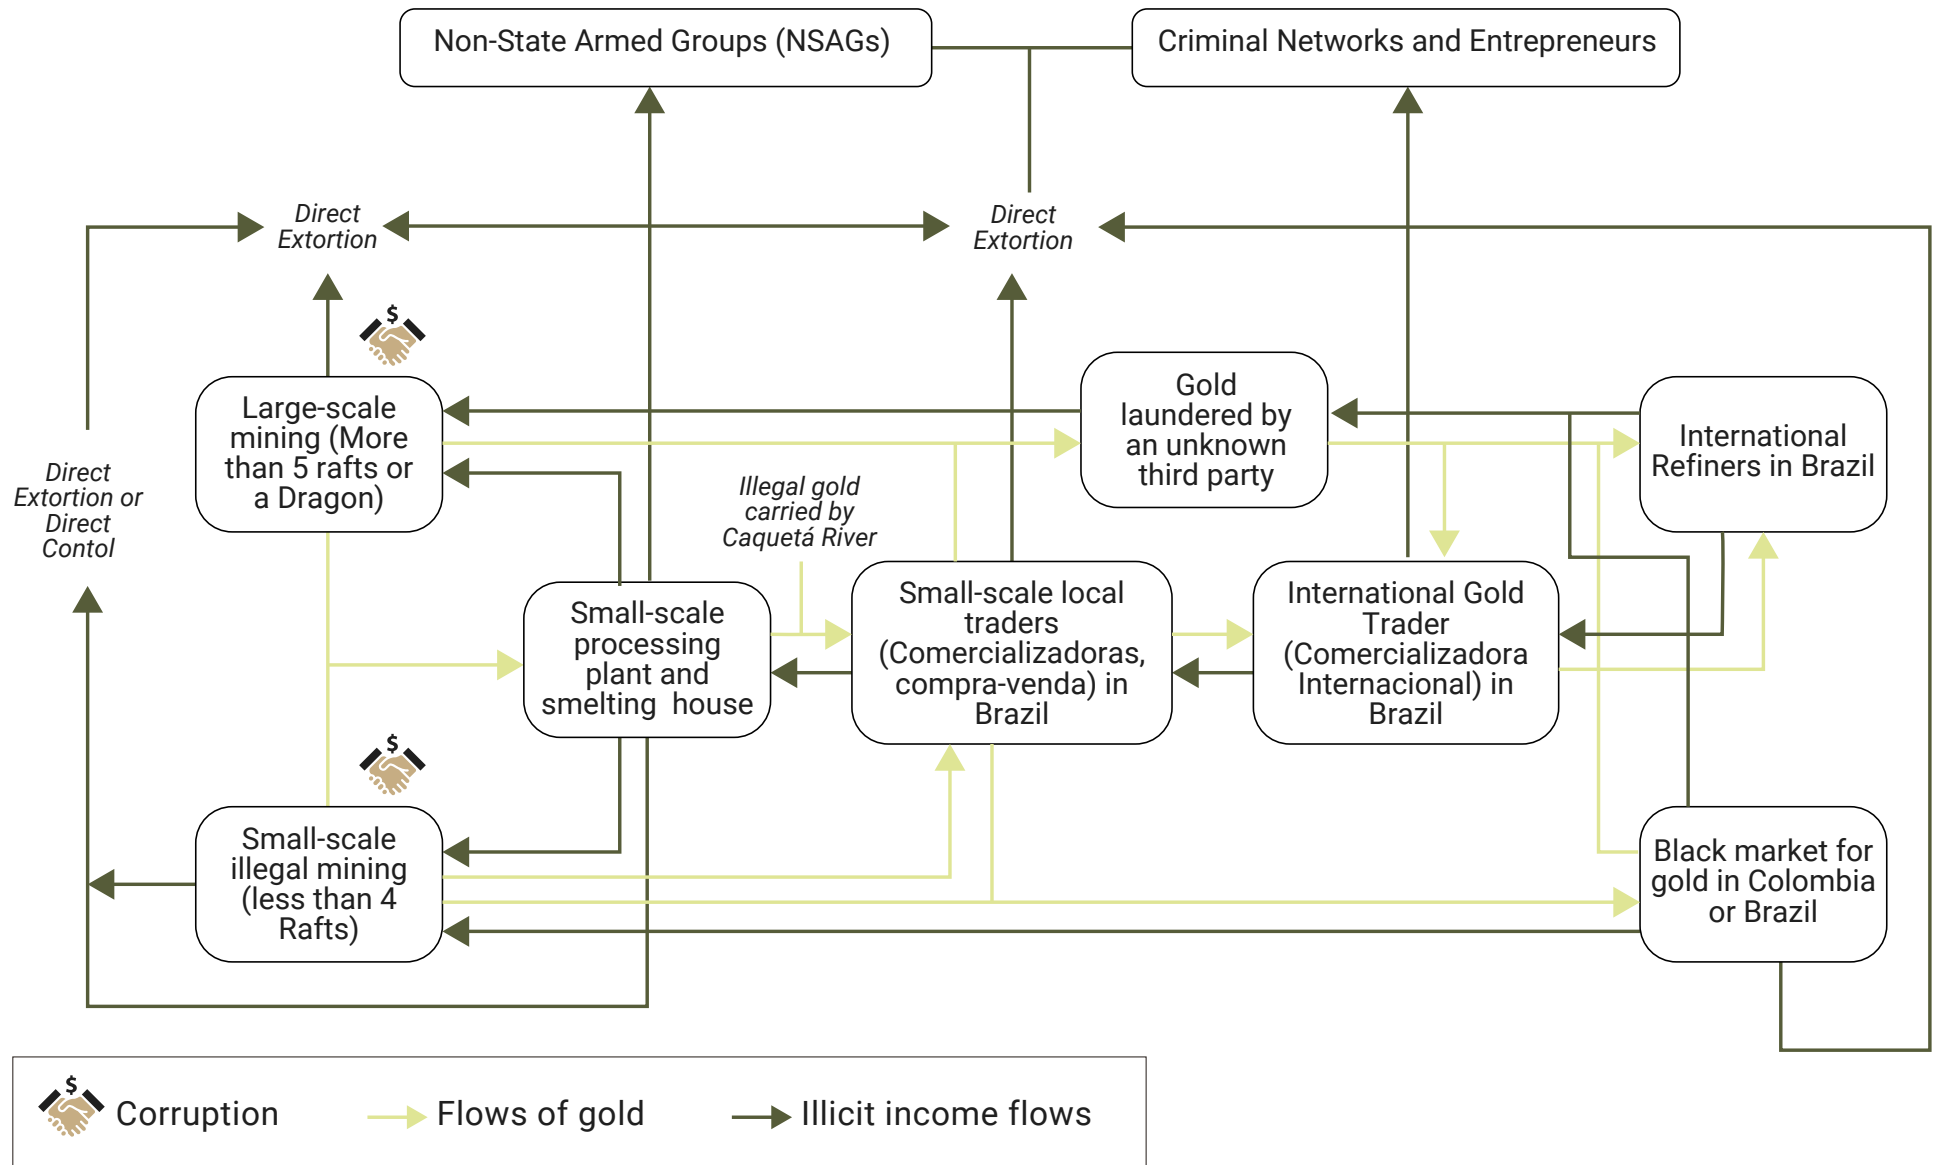 Non-State Armed Groups (NSAGs)
Criminal Networks and Entrepreneurs
Direct
Extortion
Direct
Extortion
$
Large-scale
mining (More
than 5 rafts or
a Dragon)
Gold
laundered by
an unknown
third party
International
Refiners in Brazil
Direct
Extortion or
Direct
Contol
Illegal gold
carried by
Caquetá River
Small-scale
processing
plant and
smelting house
Small-scale local
traders
(Comercializadoras,
compra-venda) in
Brazil
International Gold
Trader
(Comercializadora
Internacional) in
Brazil
$
Small-scale
illegal mining
(less than 4
Rafts)
Black market for
gold in Colombia
or Brazil
$
Corruption
Flows of gold
Illicit income flows